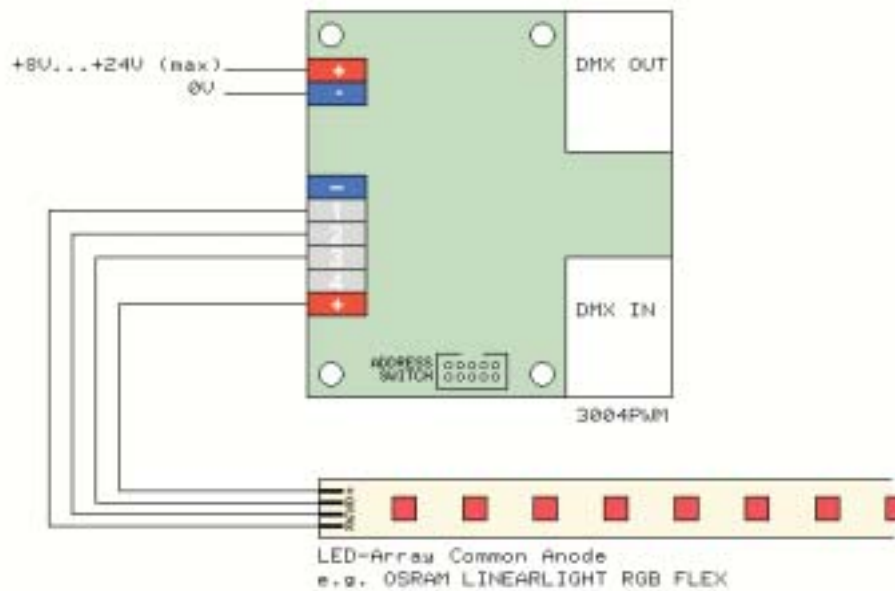 +8V...+24V (max)
0V
+
-
DMX OUT
-
1
2
3
4
+
DMX IN
ADDRESS
SWITCH
3004PWM
LED-Array Common Anode
e.g. OSRAM LINEARLIGHT RGB FLEX